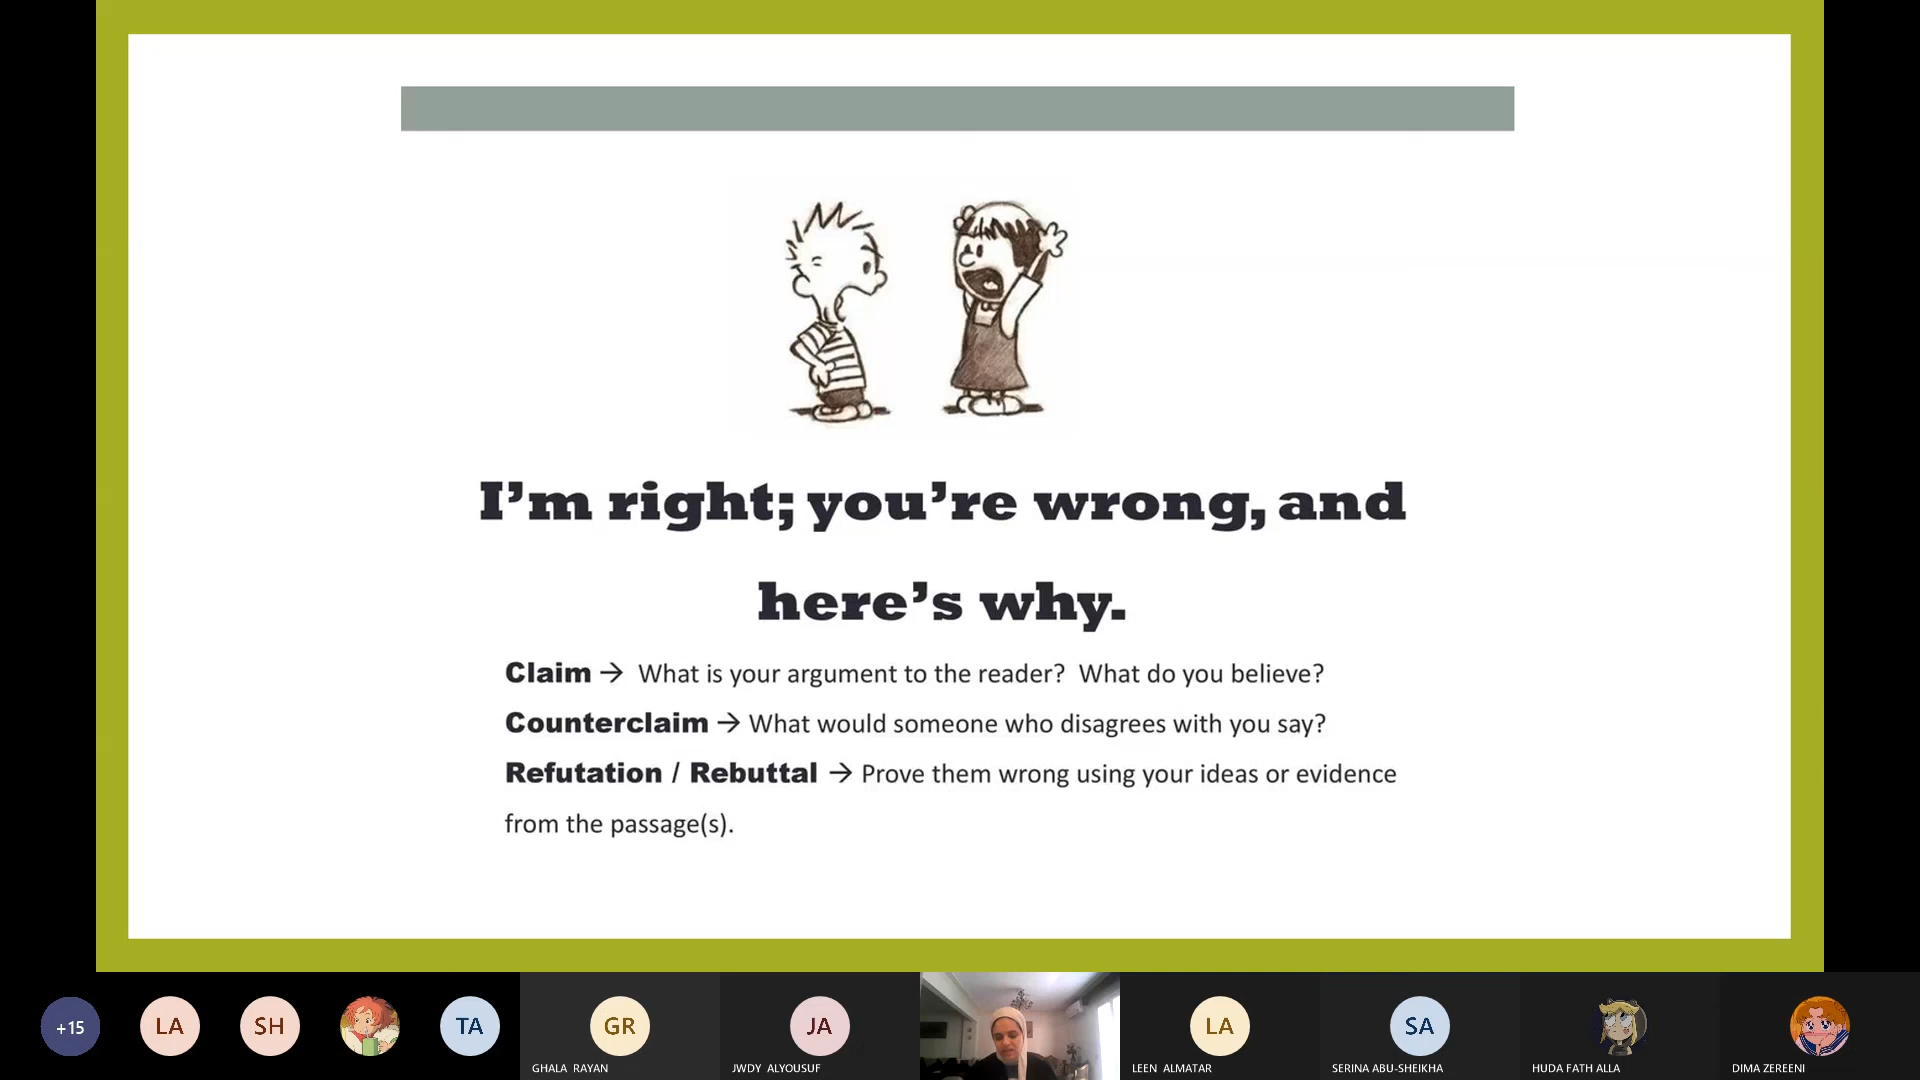 I’m right; you’re wrong, and
here’s why.
Claim → What is your argument to the reader?  What do you believe?
Counterclaim → What would someone who disagrees with you say?
Refutation / Rebuttal → Prove them wrong using your ideas or evidence
from the passage(s).
+15
LA
SH
TA
GR
GHALA RAYAN
JA
JWDY ALYOUSUF
LA
LEEN ALMATAR
SA
SERINA ABU-SHEIKHA
HUDA FATH ALLA
DIMA ZEREENI